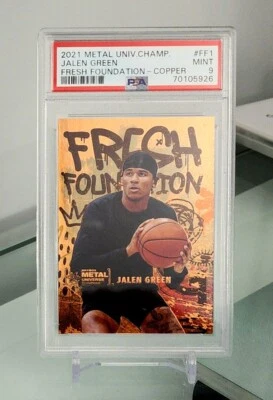 2021 METAL UNIV.CHAMP. #FF1
JALEN GREEN MINT
FRESH FOUNDATION - COPPER 9
PSA 70105926
FRESH
FOUNDATION
METAL
UNIVERSE
JALEN GREEN